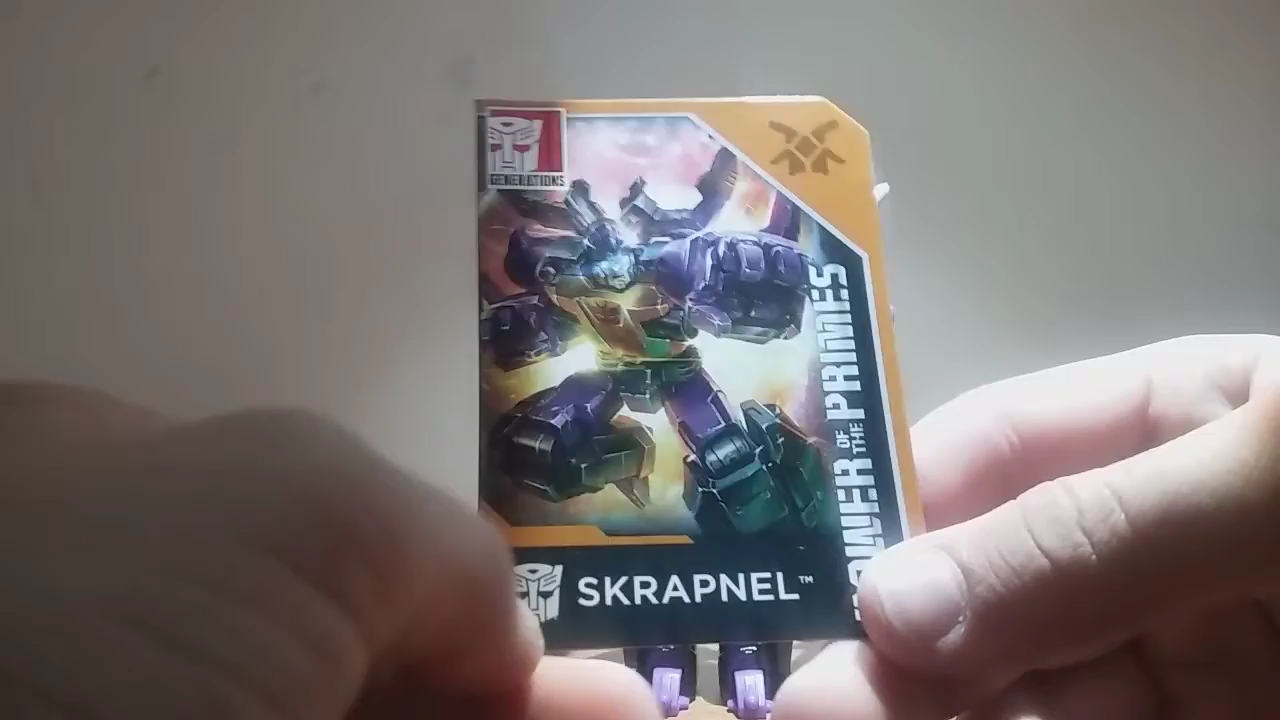 GENERATIONS
POWER OF THE PRIMES
SKRAPNEL™